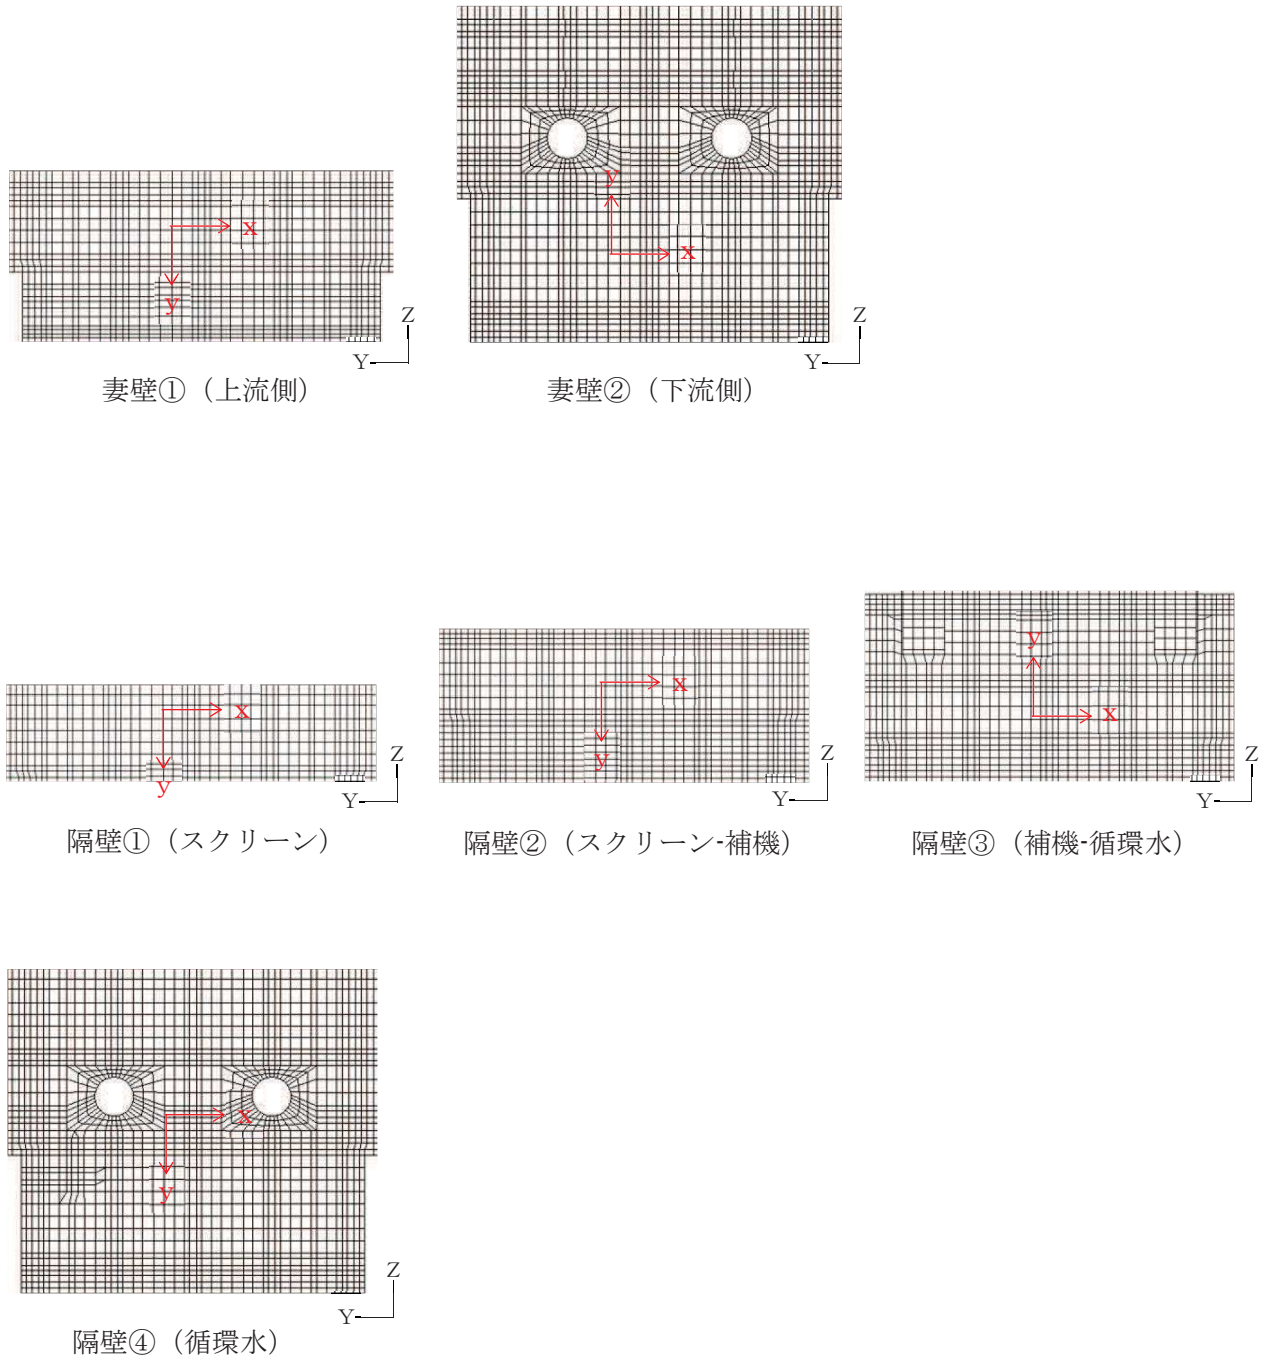 x
y
Z
Y
妻壁①（上流側）
y
x
Z
Y
妻壁②（下流側）
x
y
Z
Y
隔壁①（スクリーン）
x
y
Z
Y
隔壁②（スクリーン-補機）
y
x
Z
Y
隔壁③（補機-循環水）
x
y
Z
Y
隔壁④（循環水）